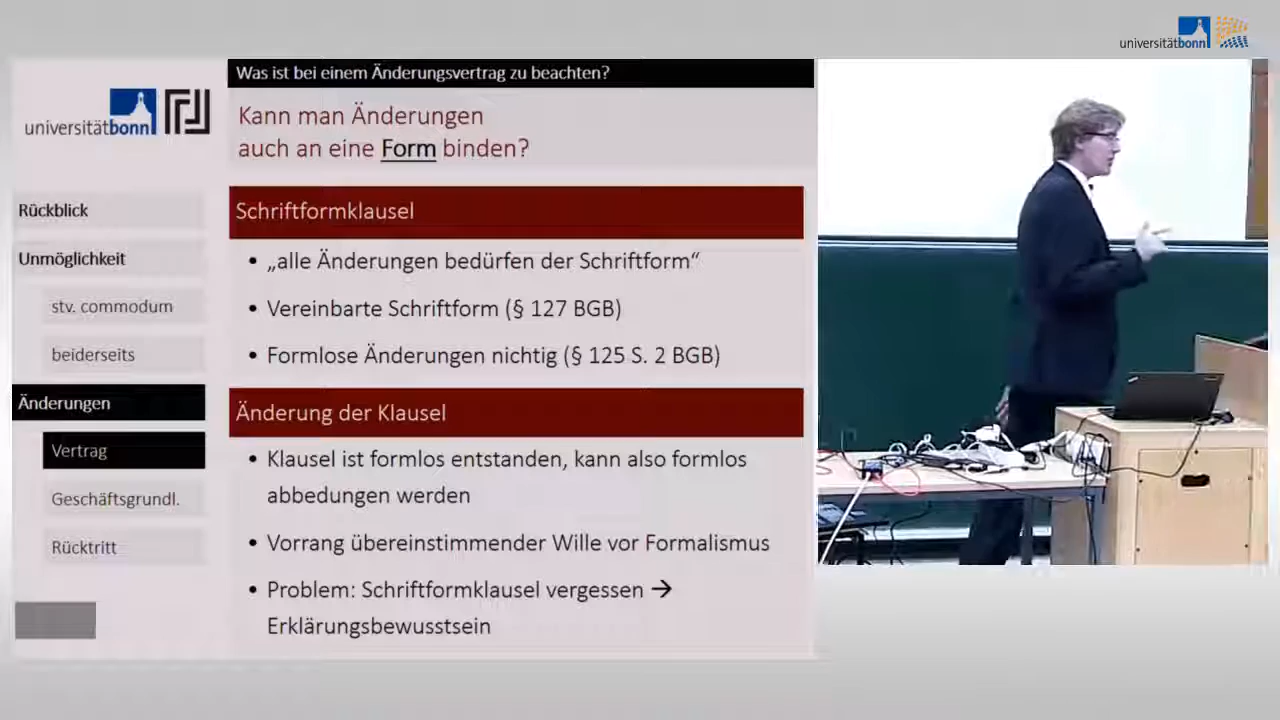 universitätbonn
Was ist bei einem Änderungsvertrag zu beachten?
universitätbonn
Kann man Änderungen
auch an eine Form binden?
Rückblick
Unmöglichkeit
stv. commodum
beiderseits
Änderungen
Vertrag
Geschäftsgrundl.
Rücktritt
Schriftformklausel
• „alle Änderungen bedürfen der Schriftform“
• Vereinbarte Schriftform (§ 127 BGB)
• Formlose Änderungen nichtig (§ 125 S. 2 BGB)
Änderung der Klausel
• Klausel ist formlos entstanden, kann also formlos
abbedungen werden
• Vorrang übereinstimmender Wille vor Formalismus
• Problem: Schriftformklausel vergessen →
Erklärungsbewusstsein